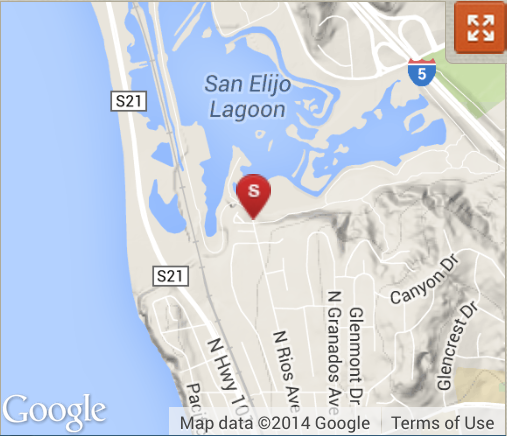 5
San Elijo
Lagoon
S21
S
S21
Canyon Dr
Glencrest Dr
Glenmont Dr
N Granados Ave
N Rios Ave
N Hwy 10
Pacific
Google
Map data ©2014 Google
Terms of Use